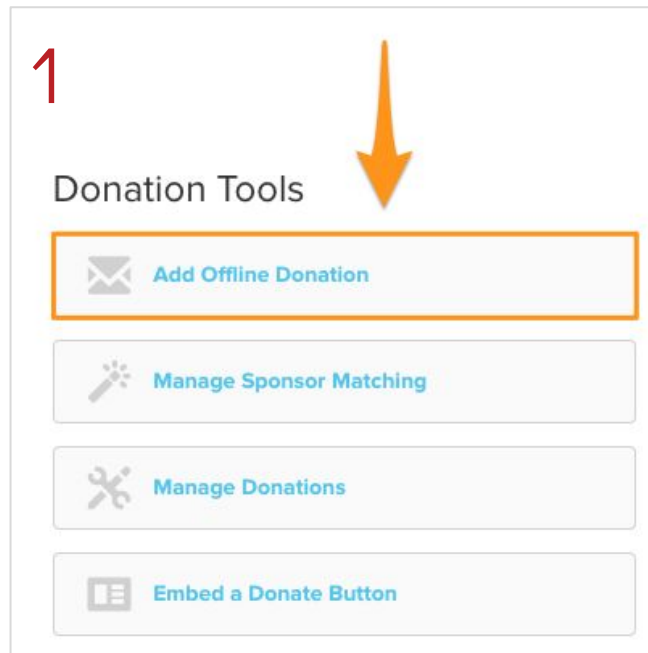 1
Donation Tools
Add Offline Donation
Manage Sponsor Matching
Manage Donations
Embed a Donate Button